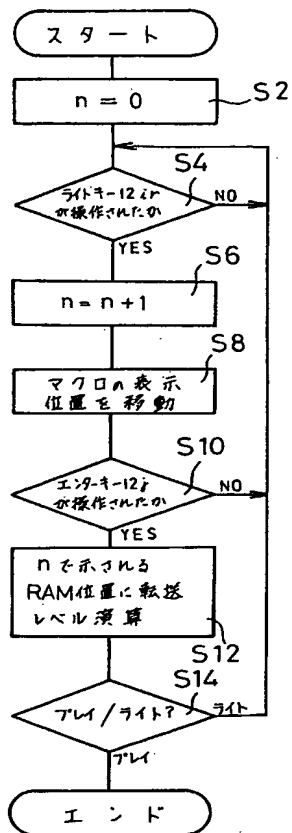 スタート
n = 0
S2
S4
ライトキー12ir
が操作されたか
NO
YES
S6
n = n + 1
S8
マクロの表示
位置を移動
S10
エンターキー12j
が操作されたか
NO
YES
nで示される
RAM位置に転送
レベル演算
S12
S14
プレイ/ライト?
ライト
プレイ
エンド